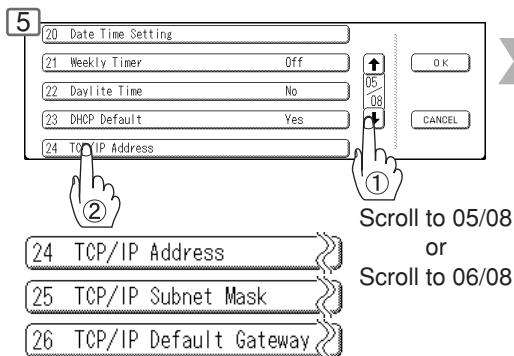 5
20 Date Time Setting
21 Weekly Timer Off
22 Daylite Time No
23 DHCP Default Yes
24 TCP/IP Address
05/08
OK
CANCEL
1
2
Scroll to 05/08
or
Scroll to 06/08
24 TCP/IP Address
25 TCP/IP Subnet Mask
26 TCP/IP Default Gateway